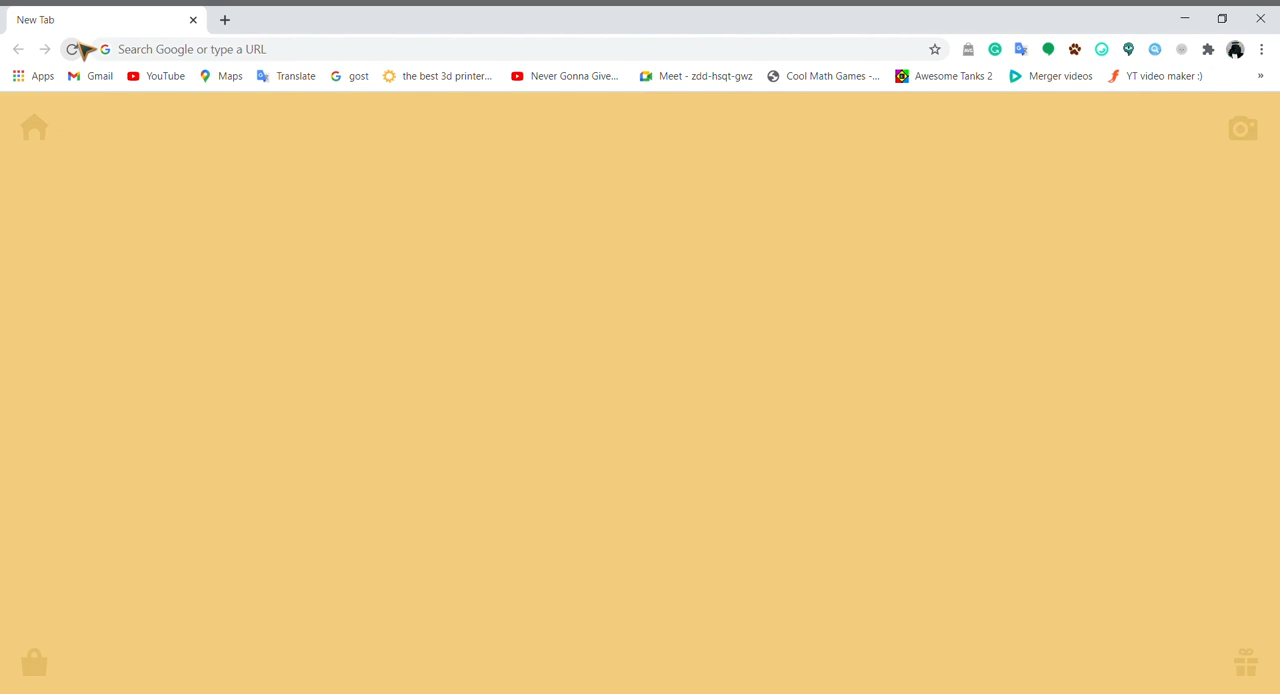 New Tab
Search Google or type a URL
Apps Gmail YouTube Maps Translate gost the best 3d printer... Never Gonna Give... Meet - zdd-hsqt-gwz Cool Math Games -... Awesome Tanks 2 Merger videos YT video maker :) »